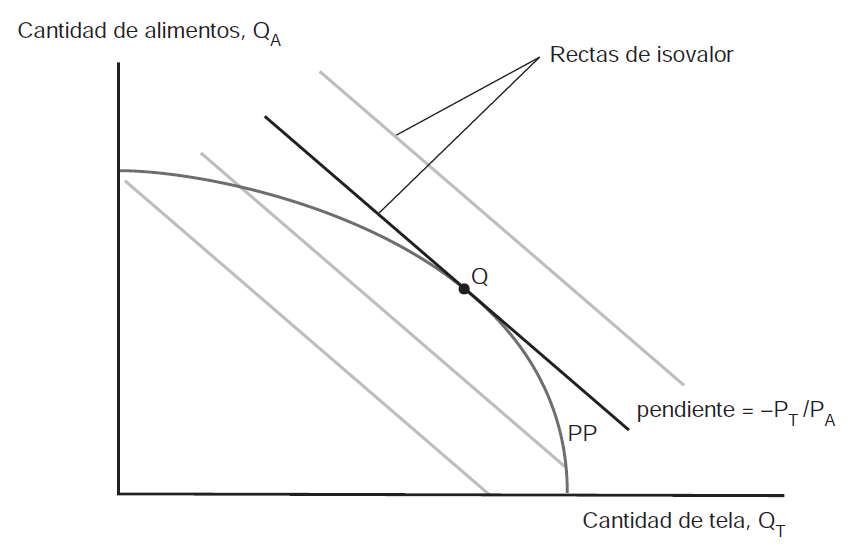 Cantidad de alimentos, Q_A
Rectas de isovalor
Q
pendiente = –P_T/P_A
PP
Cantidad de tela, Q_T